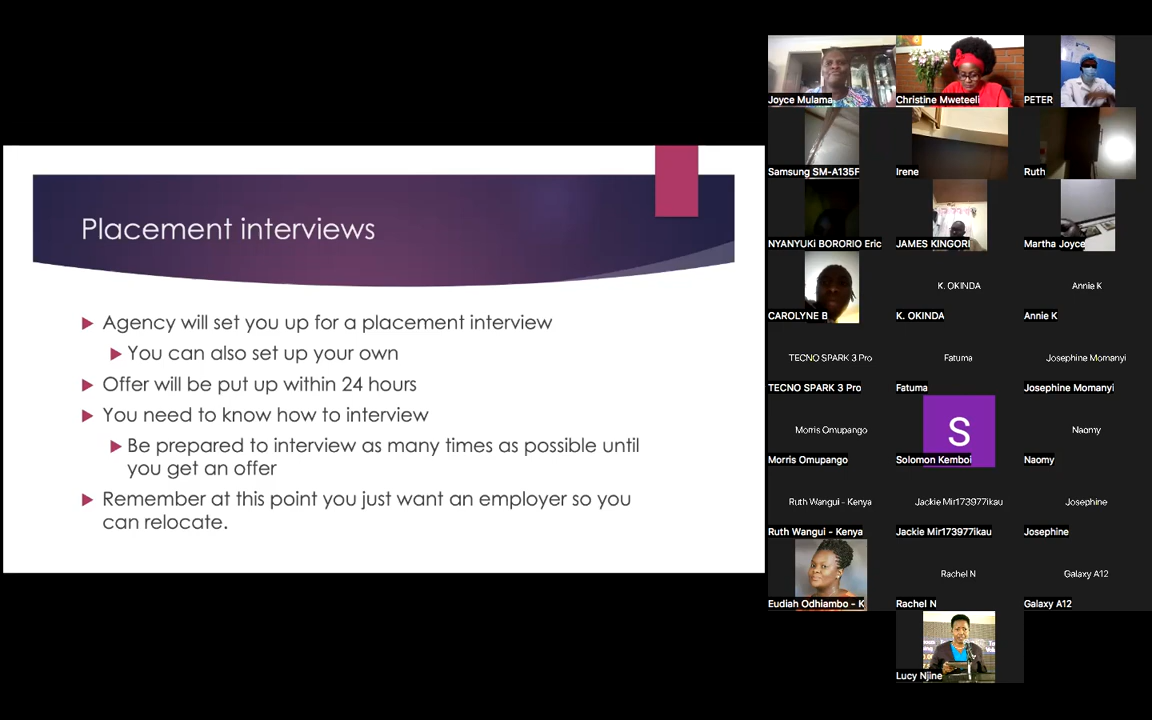 Placement interviews
Agency will set you up for a placement interview
You can also set up your own
Offer will be put up within 24 hours
You need to know how to interview
Be prepared to interview as many times as possible until
you get an offer
Remember at this point you just want an employer so you
can relocate.
Joyce Mulama
Christine Mweteeli
PETER
Samsung SM-A135F
Irene
Ruth
NYANYUKi BORORIO Eric
JAMES KINGORI
Martha Joyce
CAROLYNE B
K. OKINDA
K. OKINDA
Annie K
Annie K
TECNO SPARK 3 Pro
TECNO SPARK 3 Pro
Fatuma
Fatuma
Josephine Momanyi
Josephine Momanyi
Morris Omupango
Morris Omupango
S
Solomon Kemboi
Naomy
Naomy
Ruth Wangui - Kenya
Ruth Wangui - Kenya
Jackie Mir173977ikau
Jackie Mir173977ikau
Josephine
Josephine
Eudiah Odhiambo - K
Rachel N
Rachel N
Galaxy A12
Galaxy A12
Lucy Njine